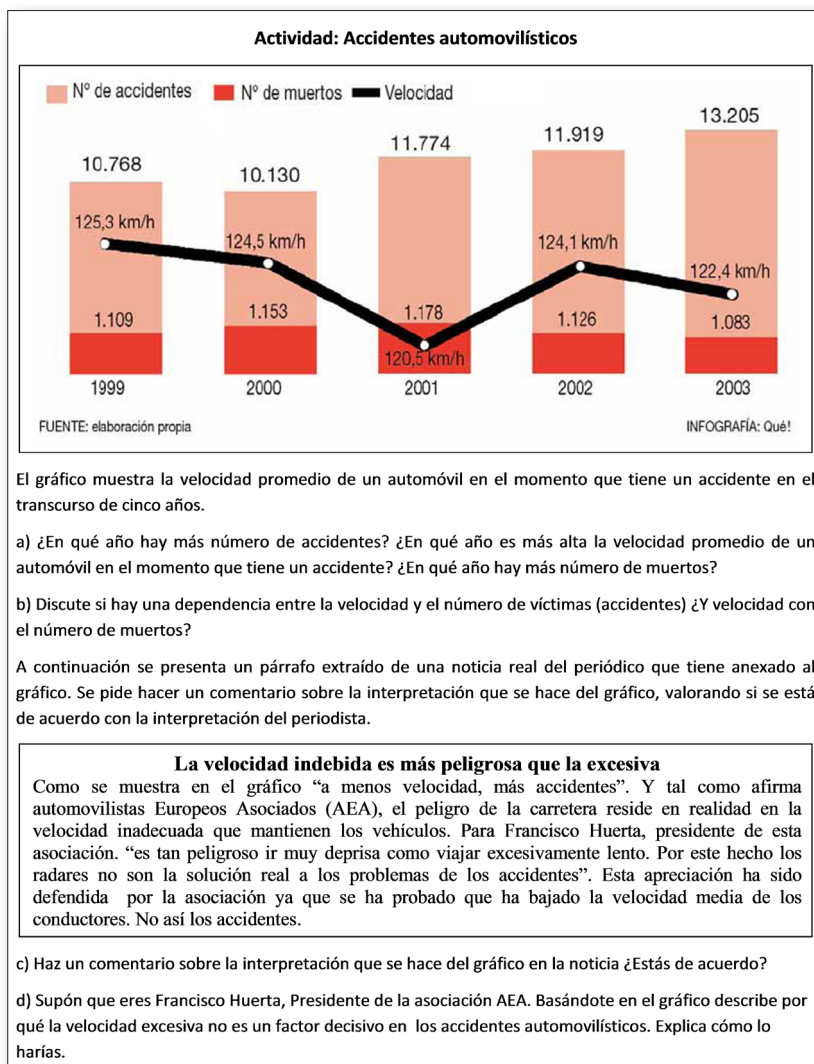 Actividad: Accidentes automovilísticos
Nº de accidentes Nº de muertos Velocidad
10.768 10.130 11.774 11.919 13.205
125,3 km/h 124,5 km/h 120,5 km/h 124,1 km/h 122,4 km/h
1.109 1.153 1.178 1.126 1.083
1999 2000 2001 2002 2003
FUENTE: elaboración propia INFOGRAFÍA: Qué!
El gráfico muestra la velocidad promedio de un automóvil en el momento que tiene un accidente en el
transcurso de cinco años.
a) ¿En qué año hay más número de accidentes? ¿En qué año es más alta la velocidad promedio de un
automóvil en el momento que tiene un accidente? ¿En qué año hay más número de muertos?
b) Discute si hay una dependencia entre la velocidad y el número de víctimas (accidentes) ¿Y velocidad con
el número de muertos?
A continuación se presenta un párrafo extraído de una noticia real del periódico que tiene anexado al
gráfico. Se pide hacer un comentario sobre la interpretación que se hace del gráfico, valorando si se está
de acuerdo con la interpretación del periodista.
La velocidad indebida es más peligrosa que la excesiva
Como se muestra en el gráfico “a menos velocidad, más accidentes”. Y tal como afirma
automovilistas Europeos Asociados (AEA), el peligro de la carretera reside en realidad en la
velocidad inadecuada que mantienen los vehículos. Para Francisco Huerta, presidente de esta
asociación. “es tan peligroso ir muy deprisa como viajar excesivamente lento. Por este hecho los
radares no son la solución real a los problemas de los accidentes”. Esta apreciación ha sido
defendida por la asociación ya que se ha probado que ha bajado la velocidad media de los
conductores. No así los accidentes.
c) Haz un comentario sobre la interpretación que se hace del gráfico en la noticia ¿Estás de acuerdo?
d) Supón que eres Francisco Huerta, Presidente de la asociación AEA. Basándote en el gráfico describe por
qué la velocidad excesiva no es un factor decisivo en los accidentes automovilísticos. Explica cómo lo
harías.